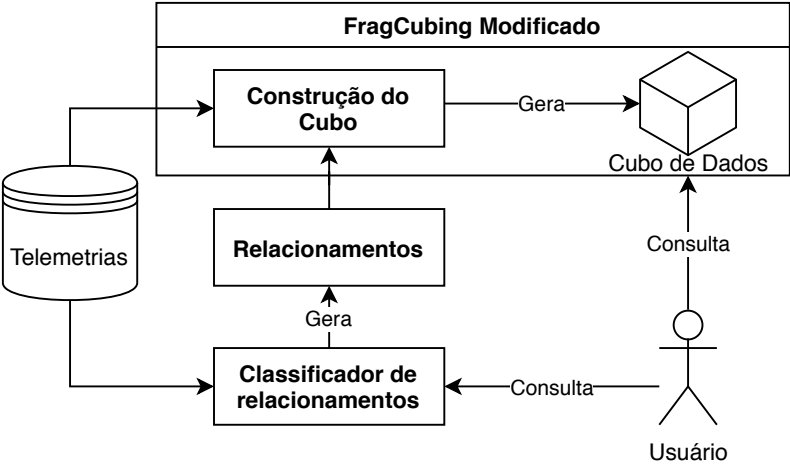 FragCubing Modificado
Construção do
Cubo
Gera
Cubo de Dados
Telemetrias
Relacionamentos
Consulta
Gera
Classificador de
relacionamentos
Consulta
Usuário